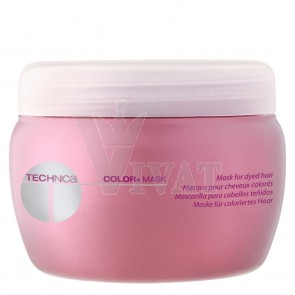 VIVAT
TECHNICa
COLOR+ MASK
Mask for dyed hair
Masque pour cheveux colorés
Mascarilla para cabellos teñidos
Maske für coloriertes Haar